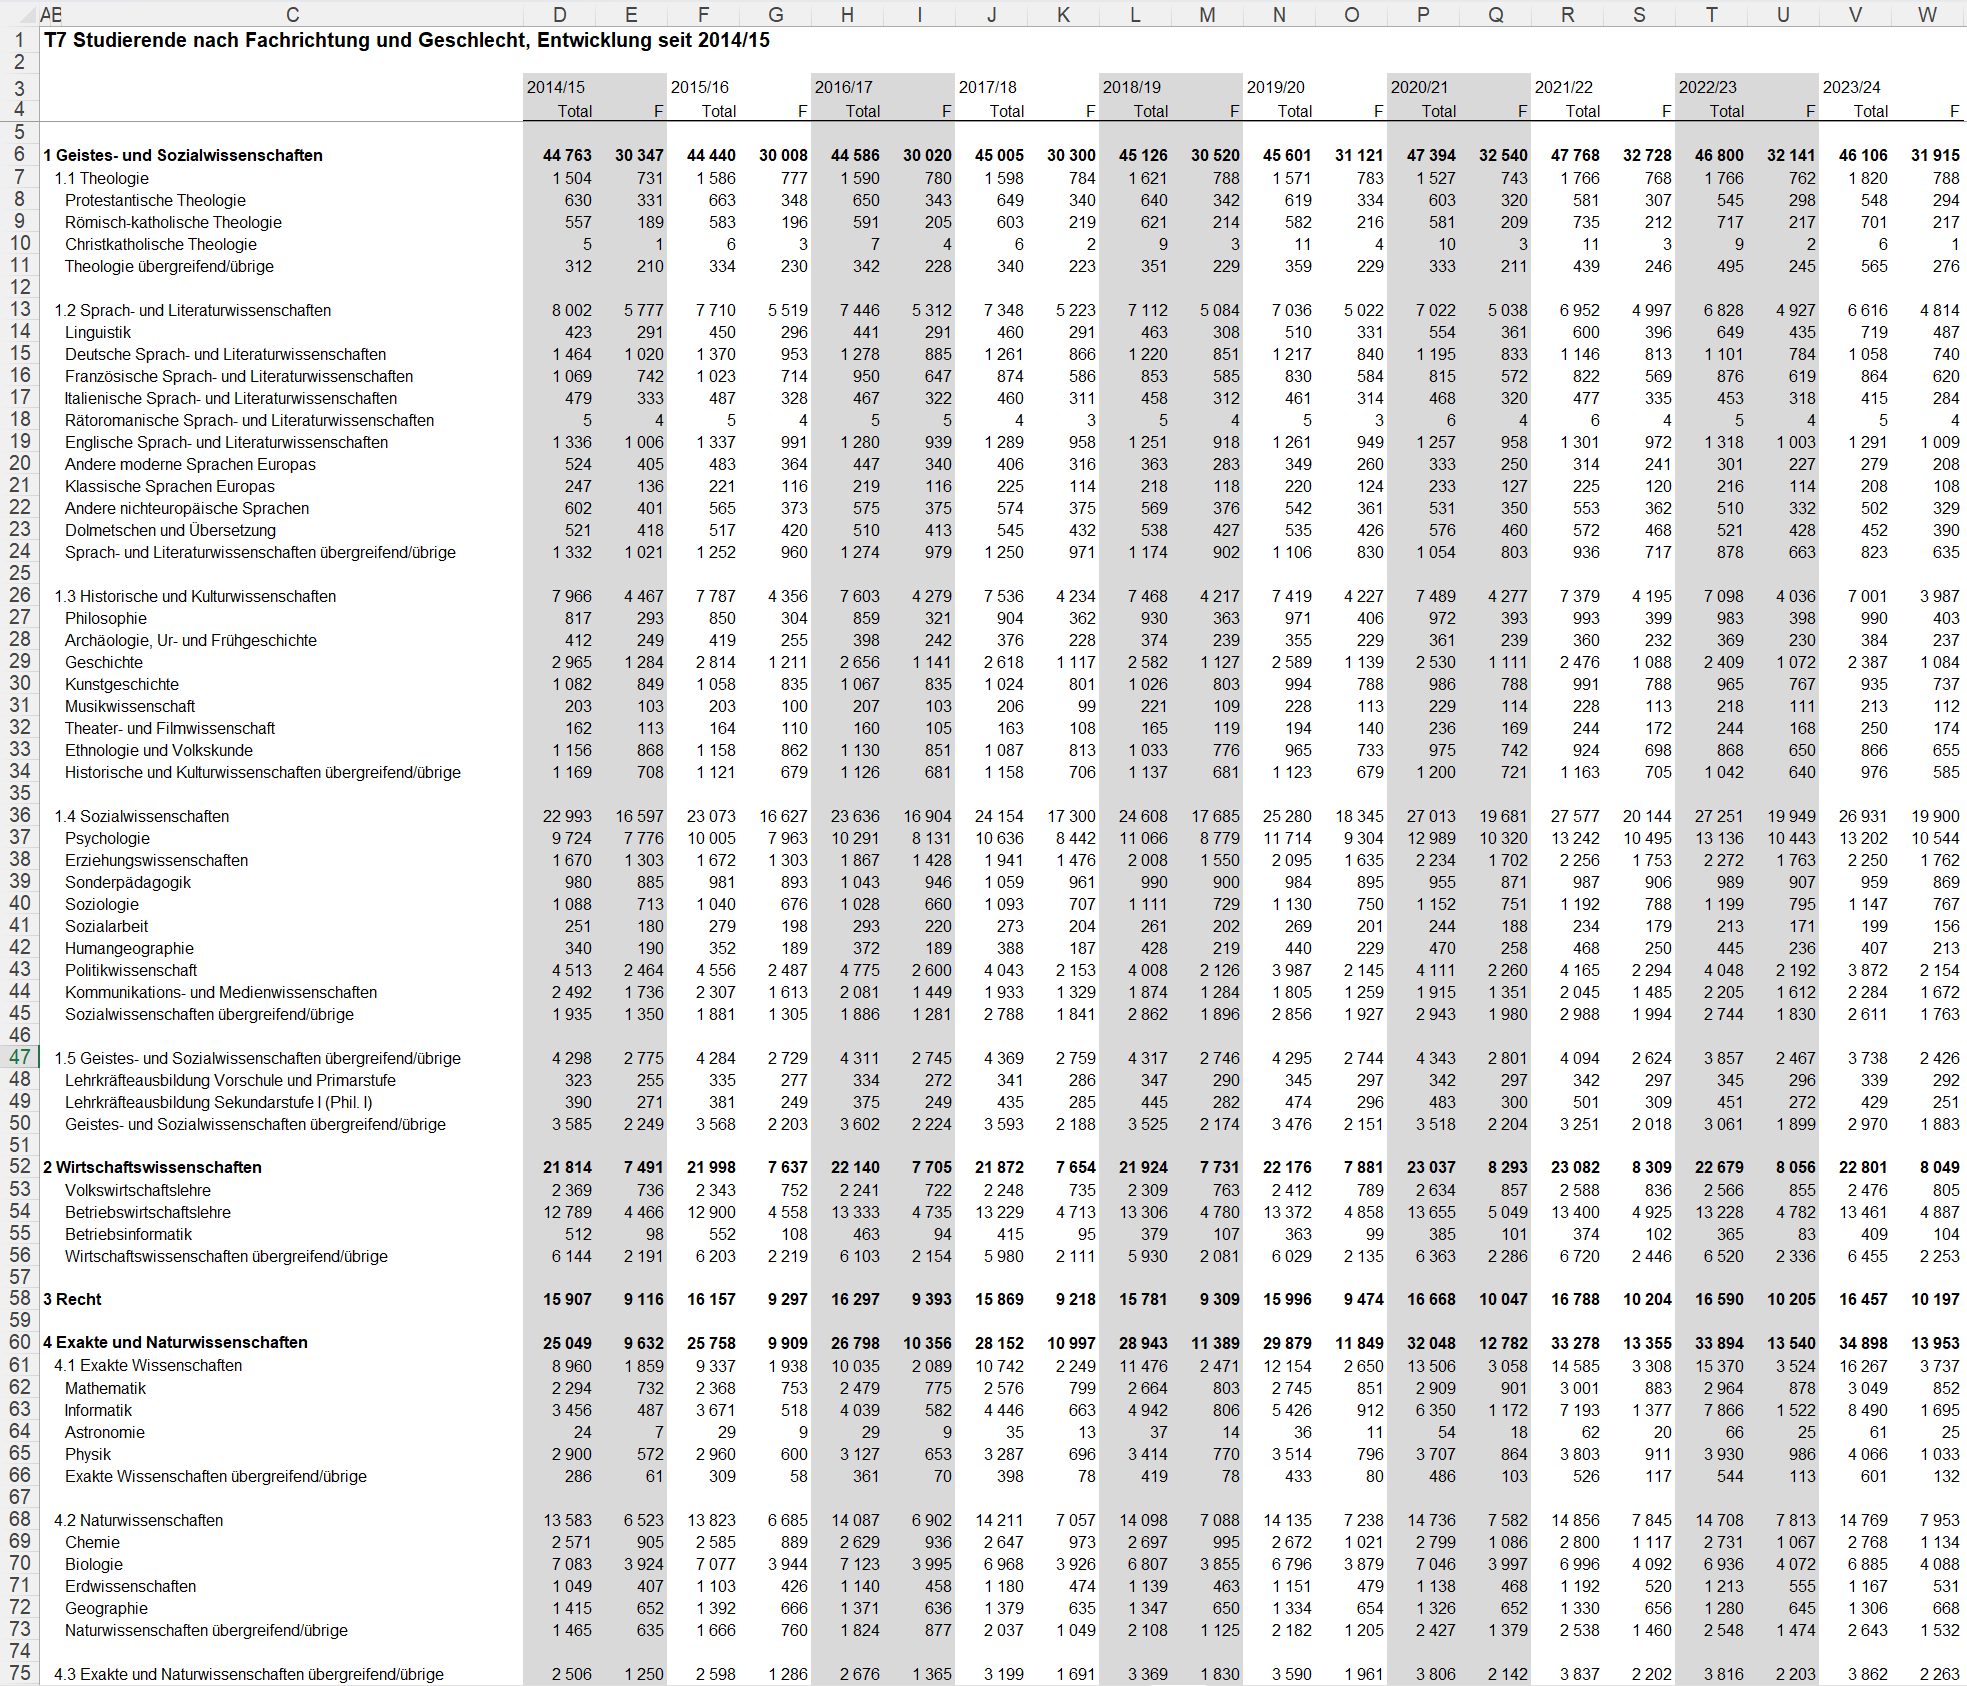 A B C D E F G H I J K L M N O P Q R S T U V W
1 T7 Studierende nach Fachrichtung und Geschlecht, Entwicklung seit 2014/15
2
3 2014/15 2015/16 2016/17 2017/18 2018/19 2019/20 2020/21 2021/22 2022/23 2023/24
4 Total F Total F Total F Total F Total F Total F Total F Total F Total F Total F
5
6 1 Geistes- und Sozialwissenschaften 44 763 30 347 44 440 30 008 44 586 30 020 45 005 30 300 45 126 30 520 45 601 31 121 47 394 32 540 47 768 32 728 46 800 32 141 46 106 31 915
7 1.1 Theologie 1 504 731 1 586 777 1 590 780 1 598 784 1 621 788 1 571 783 1 527 743 1 766 768 1 766 762 1 820 788
8 Protestantische Theologie 630 331 663 348 650 343 649 340 640 342 619 334 603 320 581 307 545 298 548 294
9 Römisch-katholische Theologie 557 189 583 196 591 205 603 219 621 214 582 216 581 209 735 212 717 217 701 217
10 Christkatholische Theologie 5 1 6 3 7 4 6 2 9 3 11 4 10 3 11 3 9 2 6 1
11 Theologie übergreifend/übrige 312 210 334 230 342 228 340 223 351 229 359 229 333 211 439 246 495 245 565 276
12
13 1.2 Sprach- und Literaturwissenschaften 8 002 5 777 7 710 5 519 7 446 5 312 7 348 5 223 7 112 5 084 7 036 5 022 7 022 5 038 6 952 4 997 6 828 4 927 6 616 4 814
14 Linguistik 423 291 450 296 441 291 460 291 463 308 510 331 554 361 600 396 649 435 719 487
15 Deutsche Sprach- und Literaturwissenschaften 1 464 1 020 1 370 953 1 278 885 1 261 866 1 220 851 1 217 840 1 195 833 1 146 813 1 101 784 1 058 740
16 Französische Sprach- und Literaturwissenschaften 1 069 742 1 023 714 950 647 874 586 853 585 830 584 815 572 822 569 876 619 864 620
17 Italienische Sprach- und Literaturwissenschaften 479 333 487 328 467 322 460 311 458 312 461 314 468 320 477 335 453 318 415 284
18 Rätoromanische Sprach- und Literaturwissenschaften 5 4 5 4 5 5 4 3 5 4 5 3 6 4 6 4 5 4 5 4
19 Englische Sprach- und Literaturwissenschaften 1 336 1 006 1 337 991 1 280 939 1 289 958 1 251 918 1 261 949 1 257 958 1 301 972 1 318 1 003 1 291 1 009
20 Andere moderne Sprachen Europas 524 405 483 364 447 340 406 316 363 283 349 260 333 250 314 241 301 227 279 208
21 Klassische Sprachen Europas 247 136 221 116 219 116 225 114 218 118 220 124 233 127 225 120 216 114 208 108
22 Andere nichteuropäische Sprachen 602 401 565 373 575 375 574 375 569 376 542 361 531 350 553 362 510 332 502 329
23 Dolmetschen und Übersetzung 521 418 517 420 510 413 545 432 538 427 535 426 576 460 572 468 521 428 452 390
24 Sprach- und Literaturwissenschaften übergreifend/übrige 1 332 1 021 1 252 960 1 274 979 1 250 971 1 174 902 1 106 830 1 054 803 936 717 878 663 823 635
25
26 1.3 Historische und Kulturwissenschaften 7 966 4 467 7 787 4 356 7 603 4 279 7 536 4 234 7 468 4 217 7 419 4 227 7 489 4 277 7 379 4 195 7 098 4 036 7 001 3 987
27 Philosophie 817 293 850 304 859 321 904 362 930 363 971 406 972 393 993 399 983 398 990 403
28 Archäologie, Ur- und Frühgeschichte 412 249 419 255 398 242 376 228 374 239 355 229 361 239 360 232 369 230 384 237
29 Geschichte 2 965 1 284 2 814 1 211 2 656 1 141 2 618 1 117 2 582 1 127 2 589 1 139 2 530 1 111 2 476 1 088 2 409 1 072 2 387 1 084
30 Kunstgeschichte 1 082 849 1 058 835 1 067 835 1 024 801 1 026 803 994 788 986 788 991 788 965 767 935 737
31 Musikwissenschaft 203 103 203 100 207 103 206 99 221 109 228 113 229 114 228 113 218 111 213 112
32 Theater- und Filmwissenschaft 162 113 164 110 160 105 163 108 165 119 194 140 236 169 244 172 244 168 250 174
33 Ethnologie und Volkskunde 1 156 868 1 158 862 1 130 851 1 087 813 1 033 776 965 733 975 742 924 698 868 650 866 655
34 Historische und Kulturwissenschaften übergreifend/übrige 1 169 708 1 121 679 1 126 681 1 158 706 1 137 681 1 123 679 1 200 721 1 163 705 1 042 640 976 585
35
36 1.4 Sozialwissenschaften 22 993 16 597 23 073 16 627 23 636 16 904 24 154 17 300 24 608 17 685 25 280 18 345 27 013 19 681 27 577 20 144 27 251 19 949 26 931 19 900
37 Psychologie 9 724 7 776 10 005 7 963 10 291 8 131 10 636 8 442 11 066 8 779 11 714 9 304 12 989 10 320 13 242 10 495 13 136 10 443 13 202 10 544
38 Erziehungswissenschaften 1 670 1 303 1 672 1 303 1 867 1 428 1 941 1 476 2 008 1 550 2 095 1 635 2 234 1 702 2 256 1 753 2 272 1 763 2 250 1 762
39 Sonderpädagogik 980 885 981 893 1 043 946 1 059 961 990 900 984 895 955 871 987 906 989 907 959 869
40 Soziologie 1 088 713 1 040 676 1 028 660 1 093 707 1 111 729 1 130 750 1 152 751 1 192 788 1 199 795 1 147 767
41 Sozialarbeit 251 180 279 198 293 220 273 204 261 202 269 201 244 188 234 179 213 171 199 156
42 Humangeographie 340 190 352 189 372 189 388 187 428 219 440 229 470 258 468 250 445 236 407 213
43 Politikwissenschaft 4 513 2 464 4 556 2 487 4 775 2 600 4 043 2 153 4 008 2 126 3 987 2 145 4 111 2 260 4 165 2 294 4 048 2 192 3 872 2 154
44 Kommunikations- und Medienwissenschaften 2 492 1 736 2 307 1 613 2 081 1 449 1 933 1 329 1 874 1 284 1 805 1 259 1 915 1 351 2 045 1 485 2 205 1 612 2 284 1 672
45 Sozialwissenschaften übergreifend/übrige 1 935 1 350 1 881 1 305 1 886 1 281 2 788 1 841 2 862 1 896 2 856 1 927 2 943 1 980 2 988 1 994 2 744 1 830 2 611 1 763
46
47 1.5 Geistes- und Sozialwissenschaften übergreifend/übrige 4 298 2 775 4 284 2 729 4 311 2 745 4 369 2 759 4 317 2 746 4 295 2 744 4 343 2 801 4 094 2 624 3 857 2 467 3 738 2 426
48 Lehrkräfteausbildung Vorschule und Primarstufe 323 255 335 277 334 272 341 286 347 290 345 297 342 297 342 297 345 296 339 292
49 Lehrkräfteausbildung Sekundarstufe I (Phil. I) 390 271 381 249 375 249 435 285 445 282 474 296 483 300 501 309 451 272 429 251
50 Geistes- und Sozialwissenschaften übergreifend/übrige 3 585 2 249 3 568 2 203 3 602 2 224 3 593 2 188 3 525 2 174 3 476 2 151 3 518 2 204 3 251 2 018 3 061 1 899 2 970 1 883
51
52 2 Wirtschaftswissenschaften 21 814 7 491 21 998 7 637 22 140 7 705 21 872 7 654 21 924 7 731 22 176 7 881 23 037 8 293 23 082 8 309 22 679 8 056 22 801 8 049
53 Volkswirtschaftslehre 2 369 736 2 343 752 2 241 722 2 248 735 2 309 763 2 412 789 2 634 857 2 588 836 2 566 855 2 476 805
54 Betriebswirtschaftslehre 12 789 4 466 12 900 4 558 13 333 4 735 13 229 4 713 13 306 4 780 13 372 4 858 13 655 5 049 13 400 4 925 13 228 4 782 13 461 4 887
55 Betriebsinformatik 512 98 552 108 463 94 415 95 379 107 363 99 385 101 374 102 365 83 409 104
56 Wirtschaftswissenschaften übergreifend/übrige 6 144 2 191 6 203 2 219 6 103 2 154 5 980 2 111 5 930 2 081 6 029 2 135 6 363 2 286 6 720 2 446 6 520 2 336 6 455 2 253
57
58 3 Recht 15 907 9 116 16 157 9 297 16 297 9 393 15 869 9 218 15 781 9 309 15 996 9 474 16 668 10 047 16 788 10 204 16 590 10 205 16 457 10 197
59
60 4 Exakte und Naturwissenschaften 25 049 9 632 25 758 9 909 26 798 10 356 28 152 10 997 28 943 11 389 29 879 11 849 32 048 12 782 33 278 13 355 33 894 13 540 34 898 13 953
61 4.1 Exakte Wissenschaften 8 960 1 859 9 337 1 938 10 035 2 089 10 742 2 249 11 476 2 471 12 154 2 650 13 506 3 058 14 585 3 308 15 370 3 524 16 267 3 737
62 Mathematik 2 294 732 2 368 753 2 479 775 2 576 799 2 664 803 2 745 851 2 909 901 3 001 883 2 964 878 3 049 852
63 Informatik 3 456 487 3 671 518 4 039 582 4 446 663 4 942 806 5 426 912 6 350 1 172 7 193 1 377 7 866 1 522 8 490 1 695
64 Astronomie 24 7 29 9 29 9 35 13 37 14 36 11 54 18 62 20 66 25 61 25
65 Physik 2 900 572 2 960 600 3 127 653 3 287 696 3 414 770 3 514 796 3 707 864 3 803 911 3 930 986 4 066 1 033
66 Exakte Wissenschaften übergreifend/übrige 286 61 309 58 361 70 398 78 419 78 433 80 486 103 526 117 544 113 601 132
67
68 4.2 Naturwissenschaften 13 583 6 523 13 823 6 685 14 087 6 902 14 211 7 057 14 098 7 088 14 135 7 238 14 736 7 582 14 856 7 845 14 708 7 813 14 769 7 953
69 Chemie 2 571 905 2 585 889 2 629 936 2 647 973 2 697 995 2 672 1 021 2 799 1 086 2 800 1 117 2 731 1 067 2 768 1 134
70 Biologie 7 083 3 924 7 077 3 944 7 123 3 995 6 968 3 926 6 807 3 855 6 796 3 879 7 046 3 997 6 996 4 092 6 936 4 072 6 885 4 088
71 Erdwissenschaften 1 049 407 1 103 426 1 140 458 1 180 474 1 139 463 1 151 479 1 138 468 1 192 520 1 213 555 1 167 531
72 Geographie 1 415 652 1 392 666 1 371 636 1 379 635 1 347 650 1 334 654 1 326 652 1 330 656 1 280 645 1 306 668
73 Naturwissenschaften übergreifend/übrige 1 465 635 1 666 760 1 824 877 2 037 1 049 2 108 1 125 2 182 1 205 2 427 1 379 2 538 1 460 2 548 1 474 2 643 1 532
74
75 4.3 Exakte und Naturwissenschaften übergreifend/übrige 2 506 1 250 2 598 1 286 2 676 1 365 3 199 1 691 3 369 1 830 3 590 1 961 3 806 2 142 3 837 2 202 3 816 2 203 3 862 2 263